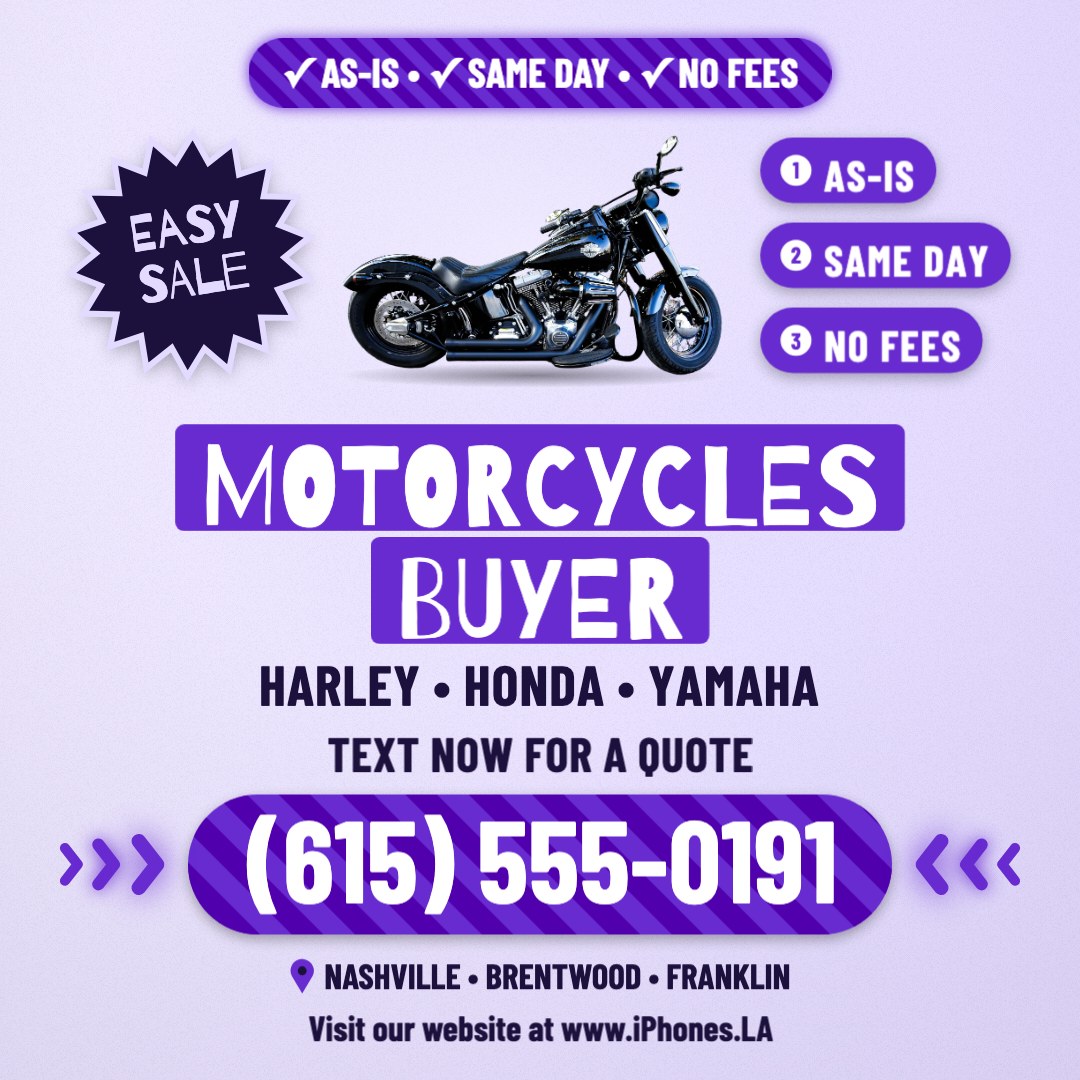 ✓ AS-IS • ✓ SAME DAY • ✓ NO FEES
EASY
SALE
1 AS-IS
2 SAME DAY
3 NO FEES
MOTORCYCLES
BUYER
HARLEY • HONDA • YAMAHA
TEXT NOW FOR A QUOTE
(615) 555-0191
NASHVILLE • BRENTWOOD • FRANKLIN
Visit our website at www.iPhones.LA